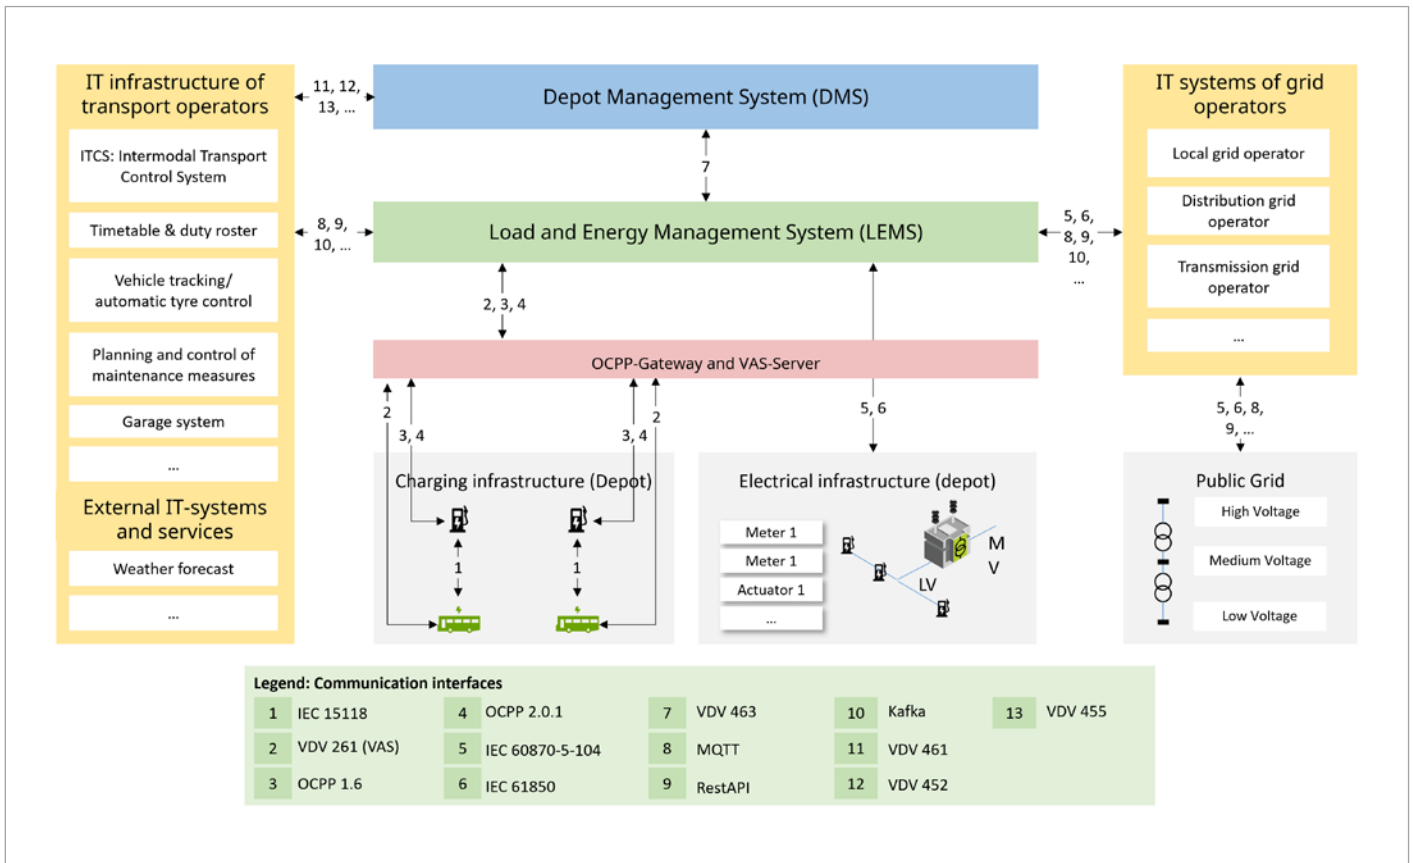 IT infrastructure of
transport operators
ITCS: Intermodal Transport
Control System
Timetable & duty roster
Vehicle tracking/
automatic tyre control
Planning and control of
maintenance measures
Garage system
...
External IT-systems
and services
Weather forecast
...
11, 12,
13, ...
8, 9,
10, ...
Depot Management System (DMS)
7
Load and Energy Management System (LEMS)
2, 3, 4
OCPP-Gateway and VAS-Server
2
3, 4
3, 4
2
5, 6
Charging infrastructure (Depot)
1
1
Electrical infrastructure (depot)
Meter 1
Meter 1
Actuator 1
...
LV
M
V
5, 6,
8, 9,
10,
...
IT systems of grid
operators
Local grid operator
Distribution grid
operator
Transmission grid
operator
...
5, 6, 8,
9, ...
Public Grid
High Voltage
Medium Voltage
Low Voltage
Legend: Communication interfaces
1 IEC 15118
2 VDV 261 (VAS)
3 OCPP 1.6
4 OCPP 2.0.1
5 IEC 60870-5-104
6 IEC 61850
7 VDV 463
8 MQTT
9 RestAPI
10 Kafka
11 VDV 461
12 VDV 452
13 VDV 455